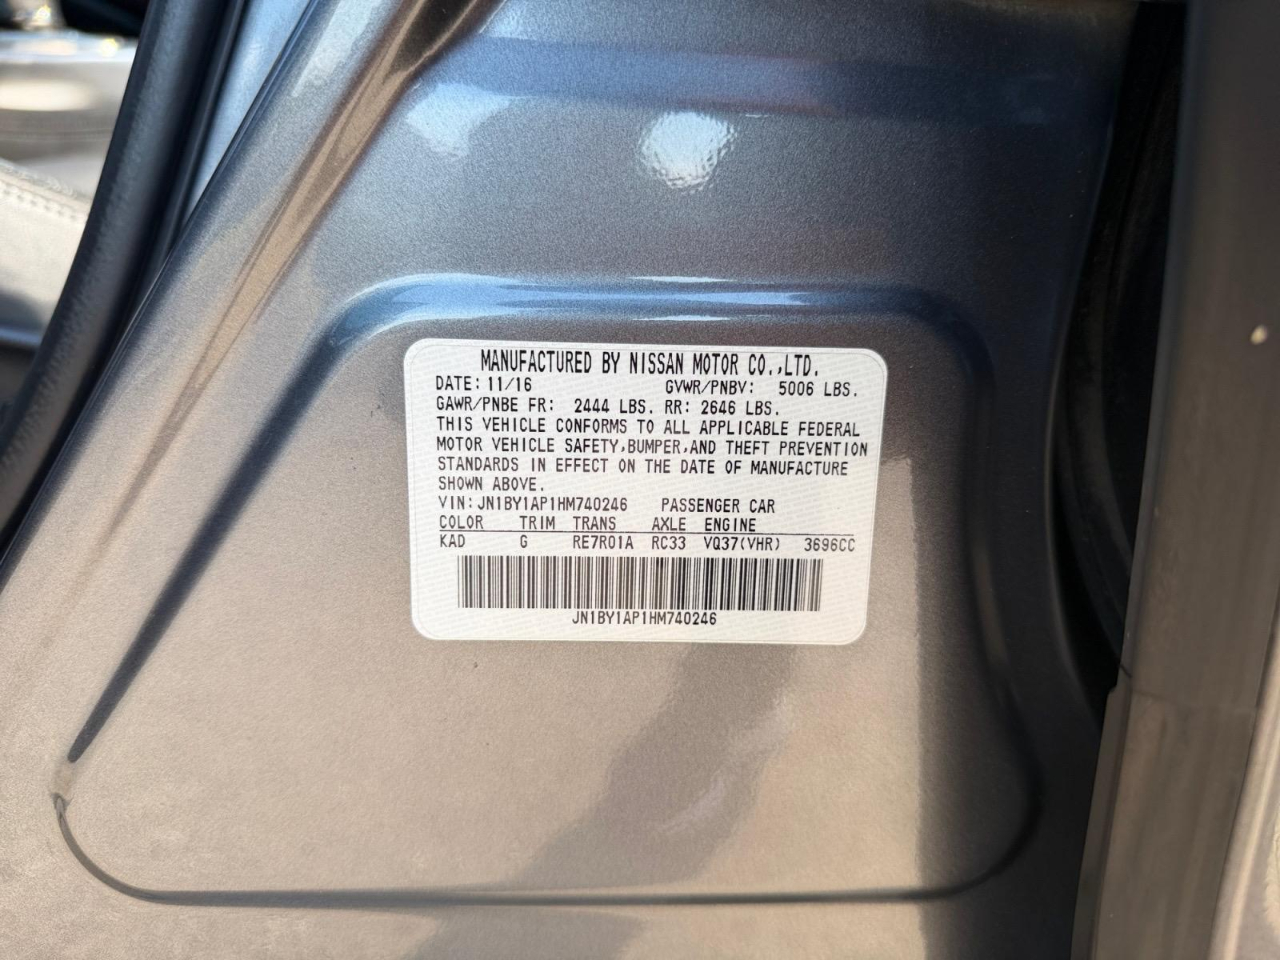 MANUFACTURED BY NISSAN MOTOR CO.,LTD.
DATE: 11/16 GVWR/PNBV: 5006 LBS.
GAWR/PNBE FR: 2444 LBS. RR: 2646 LBS.
THIS VEHICLE CONFORMS TO ALL APPLICABLE FEDERAL
MOTOR VEHICLE SAFETY,BUMPER,AND THEFT PREVENTION
STANDARDS IN EFFECT ON THE DATE OF MANUFACTURE
SHOWN ABOVE.
VIN: JN1BY1AP1HM740246 PASSENGER CAR
COLOR TRIM TRANS AXLE ENGINE
KAD G RE7R01A RC33 VQ37(VHR) 3696CC
JN1BY1AP1HM740246